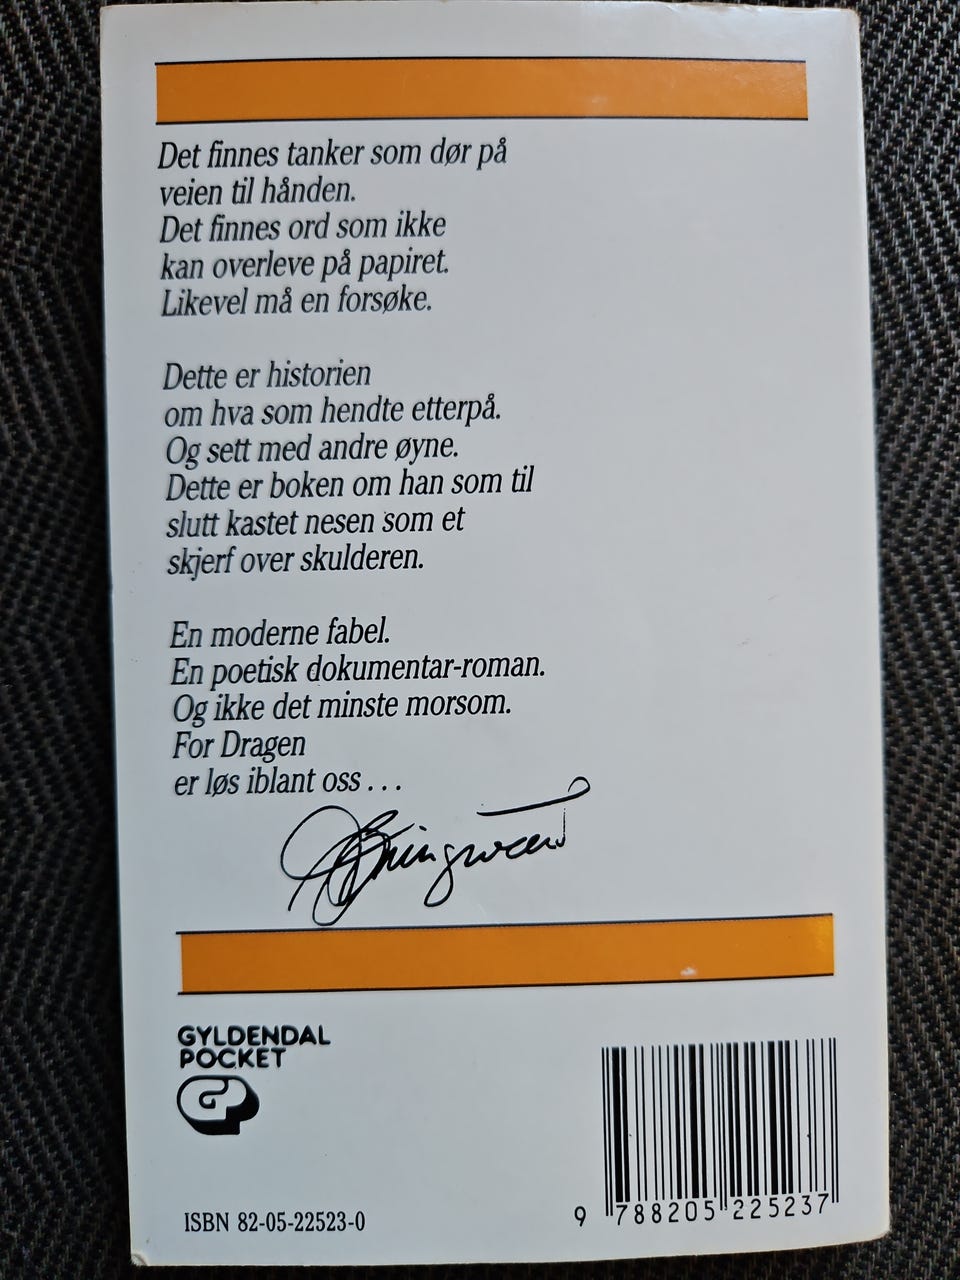 Det finnes tanker som dør på
veien til hånden.
Det finnes ord som ikke
kan overleve på papiret.
Likevel må en forsøke.
Dette er historien
om hva som hendte etterpå.
Og sett med andre øyne.
Dette er boken om han som til
slutt kastet nesen som et
skjerf over skulderen.
En moderne fabel.
En poetisk dokumentar-roman.
Og ikke det minste morsom.
For Dragen
er løs iblant oss . . .
GYLDENDAL
POCKET
GP
ISBN 82-05-22523-0
9 788205 225237